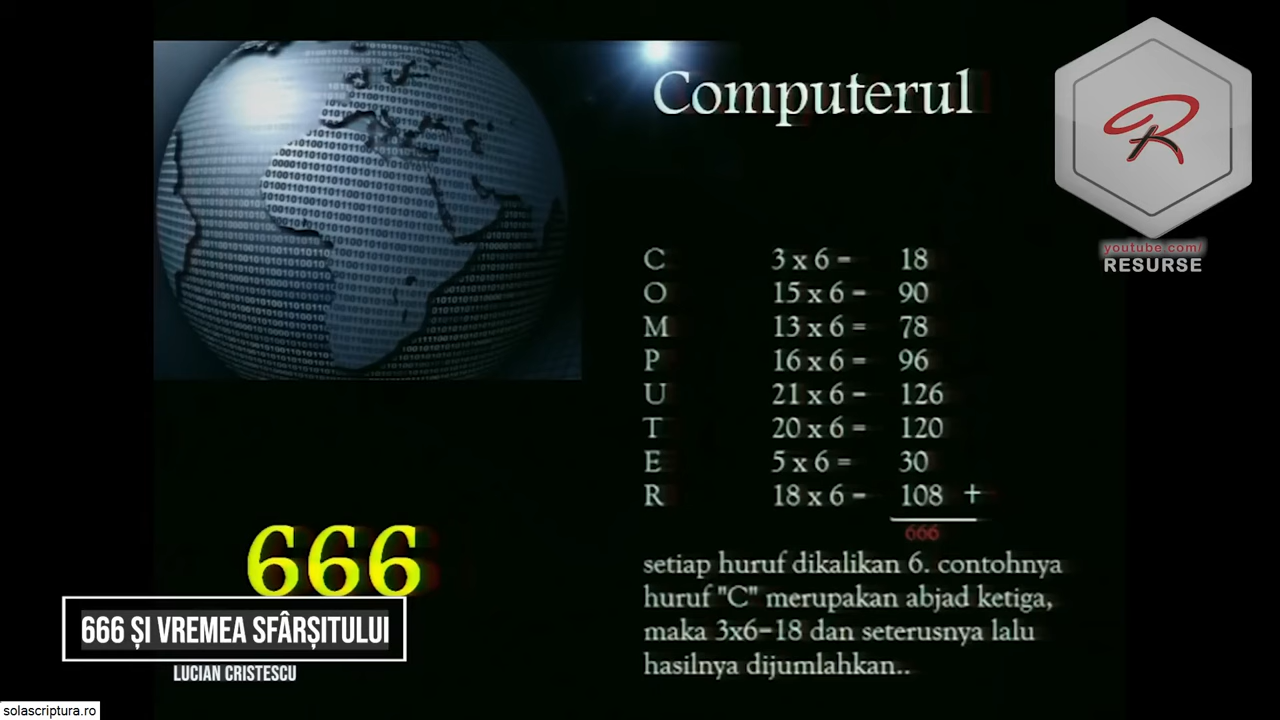 Computerul
C 3 x 6 = 18
O 15 x 6 = 90
M 13 x 6 = 78
P 16 x 6 = 96
U 21 x 6 = 126
T 20 x 6 = 120
E 5 x 6 = 30
R 18 x 6 = 108 +
666
setiap huruf dikalikan 6. contohnya
huruf "C" merupakan abjad ketiga,
maka 3x6=18 dan seterusnya lalu
hasilnya dijumlahkan..
666
666 ȘI VREMEA SFÂRȘITULUI
LUCIAN CRISTESCU
solascriptura.ro
R
youtube.com/
RESURSE